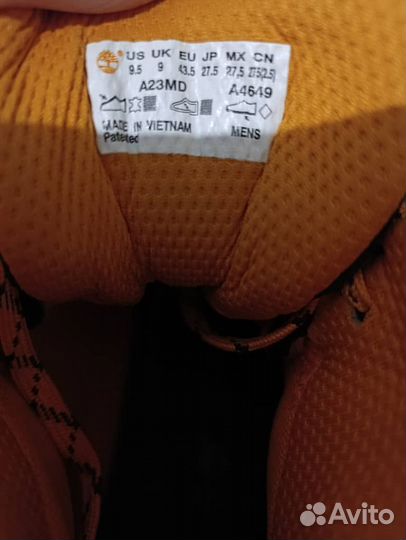 US UK EU JP MX CN
9.5 9 43.5 27.5 27,5 275(2.5)
A23MD A4649
MADE IN VIETNAM MENS
Patented
Avito